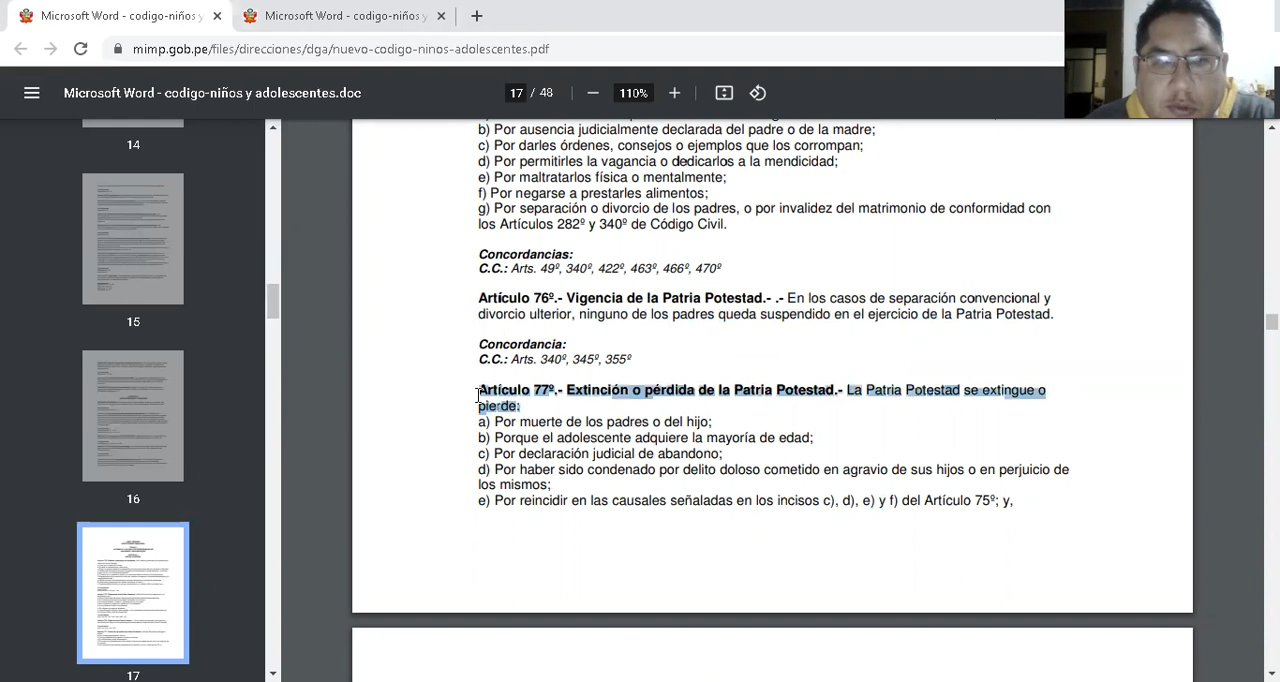 Microsoft Word - codigo-niños y
Microsoft Word - codigo-niños y
mimp.gob.pe/files/direcciones/dga/nuevo-codigo-ninos-adolescentes.pdf
Microsoft Word - codigo-niños y adolescentes.doc
17 / 48
110%
14
15
16
17
b) Por ausencia judicialmente declarada del padre o de la madre;
c) Por darles órdenes, consejos o ejemplos que los corrompan;
d) Por permitirles la vagancia o dedicarlos a la mendicidad;
e) Por maltratarlos física o mentalmente;
f) Por negarse a prestarles alimentos;
g) Por separación o divorcio de los padres, o por invalidez del matrimonio de conformidad con
los Artículos 282º y 340º de Código Civil.
Concordancias:
C.C.: Arts. 49º, 340º, 422º, 463º, 466º, 470º
Artículo 76º.- Vigencia de la Patria Potestad.- .- En los casos de separación convencional y
divorcio ulterior, ninguno de los padres queda suspendido en el ejercicio de la Patria Potestad.
Concordancia:
C.C.: Arts. 340º, 345º, 355º
Artículo 77º.- Extinción o pérdida de la Patria Potestad.- La Patria Potestad se extingue o
pierde:
a) Por muerte de los padres o del hijo;
b) Porque el adolescente adquiere la mayoría de edad;
c) Por declaración judicial de abandono;
d) Por haber sido condenado por delito doloso cometido en agravio de sus hijos o en perjuicio de
los mismos;
e) Por reincidir en las causales señaladas en los incisos c), d), e) y f) del Artículo 75º; y,